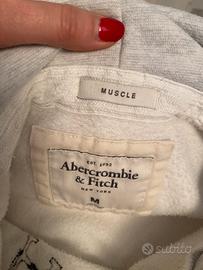 MUSCLE
EST. 1892
Abercrombie
& Fitch
NEW YORK
M
subito